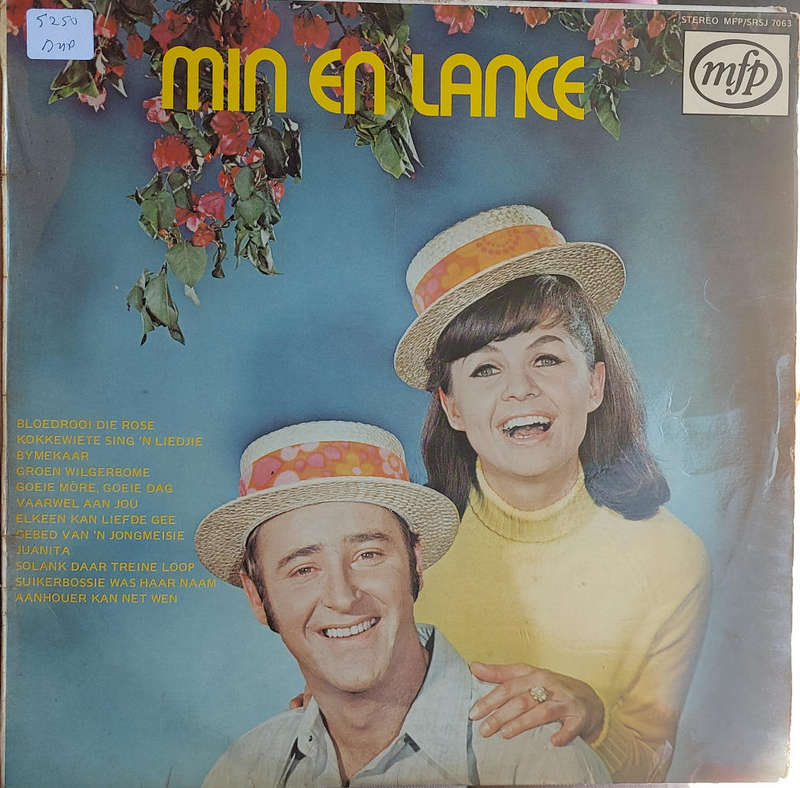 5250
STEREO MFP/SRSJ 7063
mfp
MIN EN LANCE
BLOEDROOI DIE ROSE
KOKKEWIETE SING 'N LIEDJIE
BYMEKAAR
GROEN WILGERBOME
GOEIE MÔRE, GOEIE DAG
VAARWEL AAN JOU
ELKEEN KAN LIEFDE GEE
GEBED VAN 'N JONGMEISIE
JUANITA
SOLANK DAAR TREINE LOOP
SUIKERBOSSIE WAS HAAR NAAM
AANHOUER KAN NET WEN